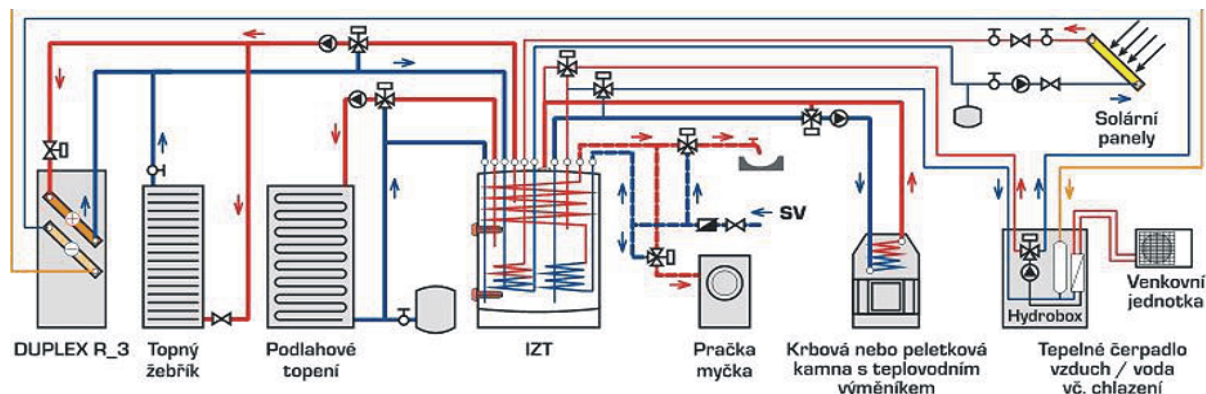 Solární
panely
SV
Hydrobox
Venkovní
jednotka
DUPLEX R_3
Topný
žebřík
Podlahové
topení
IZT
Pračka
myčka
Krbová nebo peletková
kamna s teplovodním
výměníkem
Tepelné čerpadlo
vzduch / voda
vč. chlazení